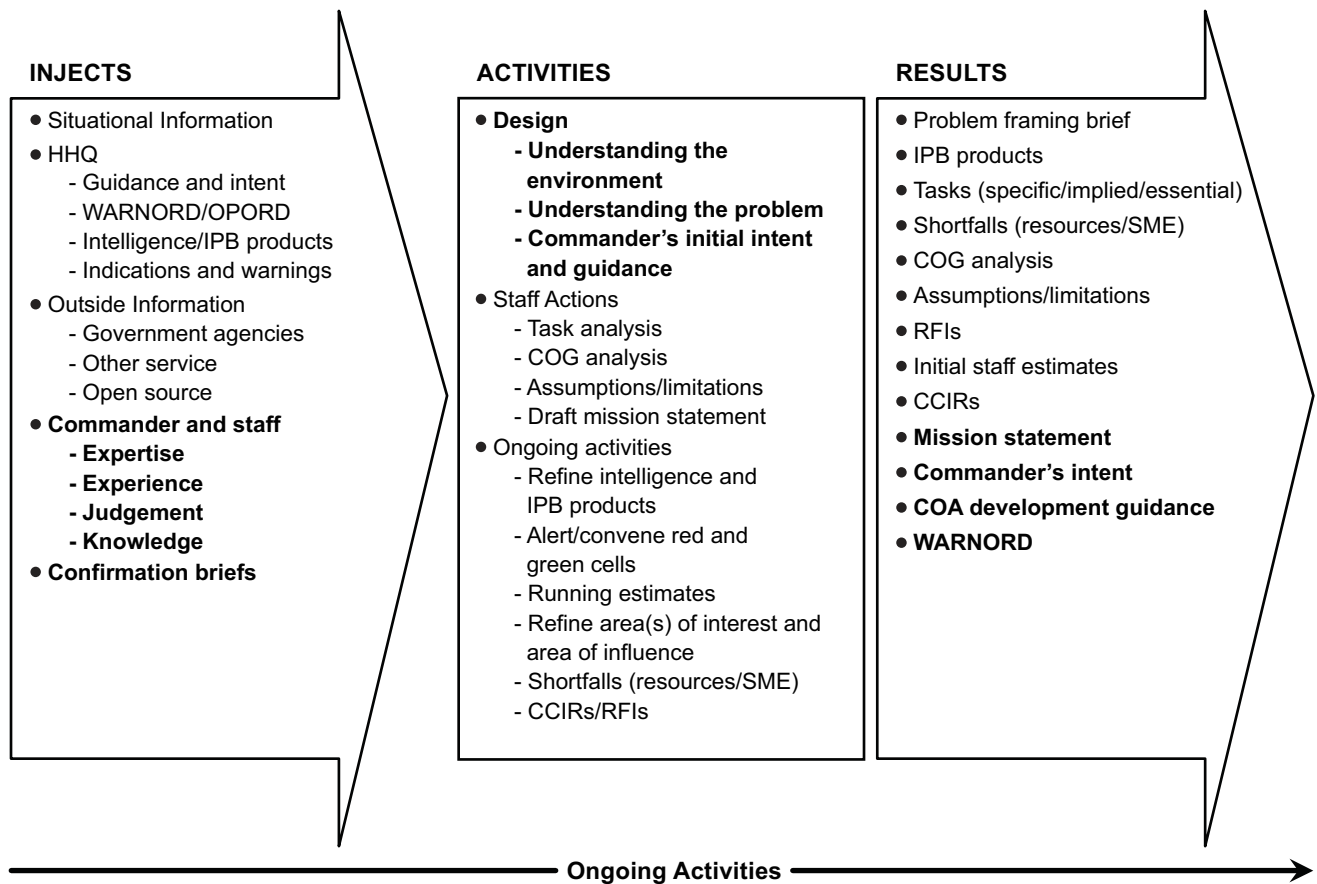 INJECTS
• Situational Information
• HHQ
- Guidance and intent
- WARNORD/OPORD
- Intelligence/IPB products
- Indications and warnings
• Outside Information
- Government agencies
- Other service
- Open source
• Commander and staff
- Expertise
- Experience
- Judgement
- Knowledge
• Confirmation briefs
ACTIVITIES
• Design
- Understanding the
environment
- Understanding the problem
- Commander’s initial intent
and guidance
• Staff Actions
- Task analysis
- COG analysis
- Assumptions/limitations
- Draft mission statement
• Ongoing activities
- Refine intelligence and
IPB products
- Alert/convene red and
green cells
- Running estimates
- Refine area(s) of interest and
area of influence
- Shortfalls (resources/SME)
- CCIRs/RFIs
RESULTS
• Problem framing brief
• IPB products
• Tasks (specific/implied/essential)
• Shortfalls (resources/SME)
• COG analysis
• Assumptions/limitations
• RFIs
• Initial staff estimates
• CCIRs
• Mission statement
• Commander’s intent
• COA development guidance
• WARNORD
Ongoing Activities